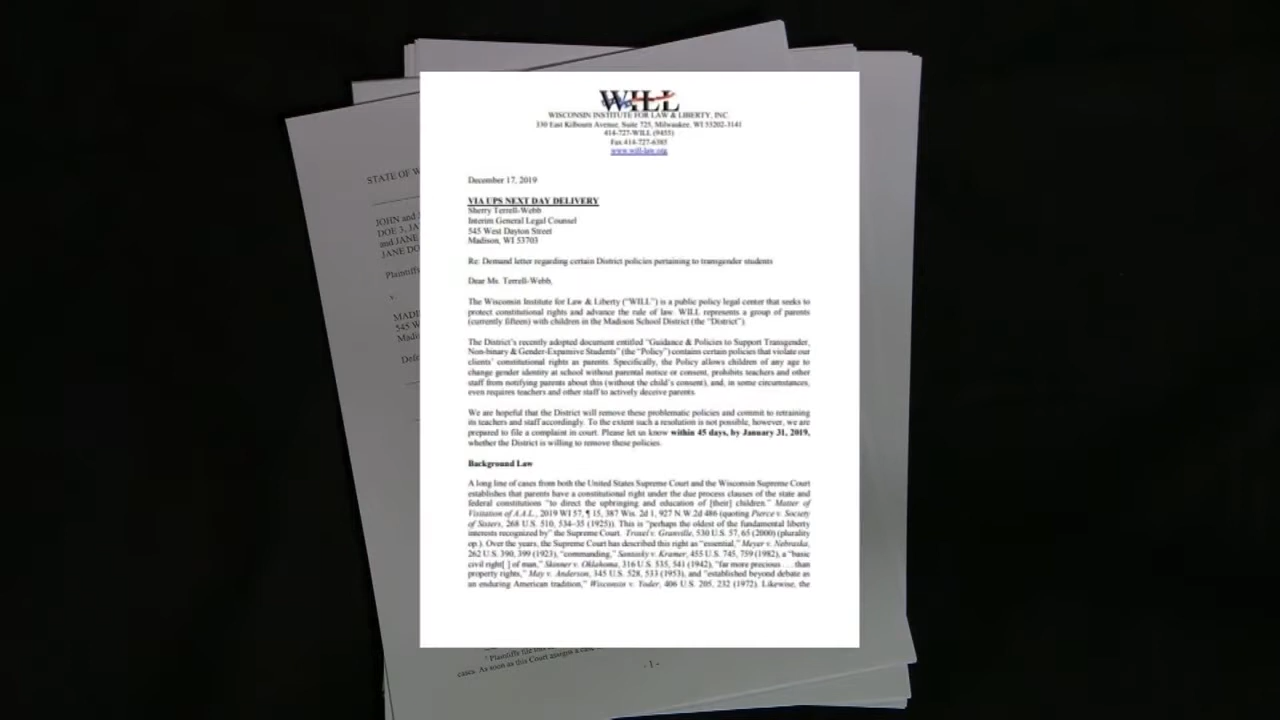 WILL
WISCONSIN INSTITUTE FOR LAW & LIBERTY, INC.
330 East Kilbourn Avenue, Suite 725, Milwaukee, WI 53202-3141
414-727-WILL (9455)
Fax 414-727-6385
www.will-law.org
December 17, 2019
VIA UPS NEXT DAY DELIVERY
Sherry Terrell-Webb
Interim General Legal Counsel
545 West Dayton Street
Madison, WI 53703
Re: Demand letter regarding certain District policies pertaining to transgender students
Dear Ms. Terrell-Webb,
The Wisconsin Institute for Law & Liberty (“WILL”) is a public policy legal center that seeks to
protect constitutional rights and advance the rule of law. WILL represents a group of parents
(currently fifteen) with children in the Madison School District (the “District”).
The District’s recently adopted document entitled “Guidance & Policies to Support Transgender,
Non-binary & Gender-Expansive Students” (the “Policy”) contains certain policies that violate our
clients’ constitutional rights as parents. Specifically, the Policy allows children of any age to
change gender identity at school without parental notice or consent, prohibits teachers and other
staff from notifying parents about this (without the child’s consent), and, in some circumstances,
even requires teachers and other staff to actively deceive parents.
We are hopeful that the District will remove these problematic policies and commit to retraining
its teachers and staff accordingly. To the extent such a resolution is not possible, however, we are
prepared to file a complaint in court. Please let us know within 45 days, by January 31, 2019,
whether the District is willing to remove these policies.
Background Law
A long line of cases from both the United States Supreme Court and the Wisconsin Supreme Court
establishes that parents have a constitutional right under the due process clauses of the state and
federal constitutions “to direct the upbringing and education of [their] children.” Matter of
Visitation of A.A.L., 2019 WI 57, ¶ 15, 387 Wis. 2d 1, 927 N.W.2d 486 (quoting Pierce v. Society
of Sisters, 268 U.S. 510, 534–35 (1925)). This is “perhaps the oldest of the fundamental liberty
interests recognized by” the Supreme Court. Troxel v. Granville, 530 U.S. 57, 65 (2000) (plurality
op.). Over the years, the Supreme Court has described this right as “essential,” Meyer v. Nebraska,
262 U.S. 390, 399 (1923), “commanding,” Santosky v. Kramer, 455 U.S. 745, 759 (1982), a “basic
civil right[ ] of man,” Skinner v. Oklahoma, 316 U.S. 535, 541 (1942), “far more precious . . . than
property rights,” May v. Anderson, 345 U.S. 528, 533 (1953), and “established beyond debate as
an enduring American tradition,” Wisconsin v. Yoder, 406 U.S. 205, 232 (1972). Likewise, the
STATE OF W
JOHN and
DOE 3, JA
and JANE
JANE DO
Plaintiffs
v.
MADI
545 W
Madis
Defe
Plaintiffs file this
cases. As soon as this Court assigns a case
- 1 -